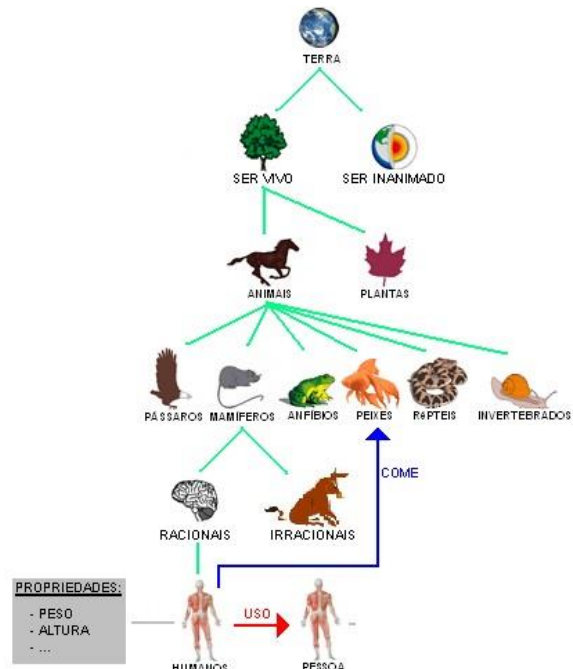 TERRA
SER VIVO
SER INANIMADO
ANIMAIS
PLANTAS
PÁSSAROS
MAMÍFEROS
ANFÍBIOS
PEIXES
RéPTEIS
INVERTEBRADOS
COME
RACIONAIS
IRRACIONAIS
PROPRIEDADES:
- PESO
- ALTURA
- ...
USO
...
HUMANOS
PESSOA